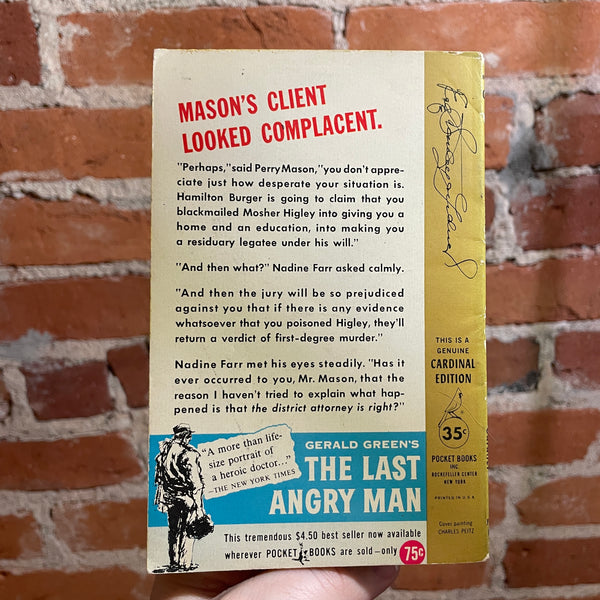 MASON'S CLIENT
LOOKED COMPLACENT.
"Perhaps," said Perry Mason, "you don't appre-
ciate just how desperate your situation is.
Hamilton Burger is going to claim that you
blackmailed Mosher Higley into giving you a
home and an education, into making you
a residuary legatee under his will."
"And then what?" Nadine Farr asked calmly.
"And then the jury will be so prejudiced
against you that if there is any evidence
whatsoever that you poisoned Higley, they'll
return a verdict of first-degree murder."
Nadine Farr met his eyes steadily. "Has it
ever occurred to you, Mr. Mason, that the
reason I haven't tried to explain what hap-
pened is that the district attorney is right?"
"A more than life-
size portrait of
a heroic doctor..."
—THE NEW YORK TIMES
GERALD GREEN'S
THE LAST
ANGRY MAN
This tremendous $4.50 best seller now available
wherever POCKET BOOKS are sold—only 75¢
THIS IS A
GENUINE
CARDINAL
EDITION
35¢
POCKET BOOKS
INC.
ROCKEFELLER CENTER
NEW YORK
PRINTED IN U.S.A.
Cover painting
CHARLES PEITZ